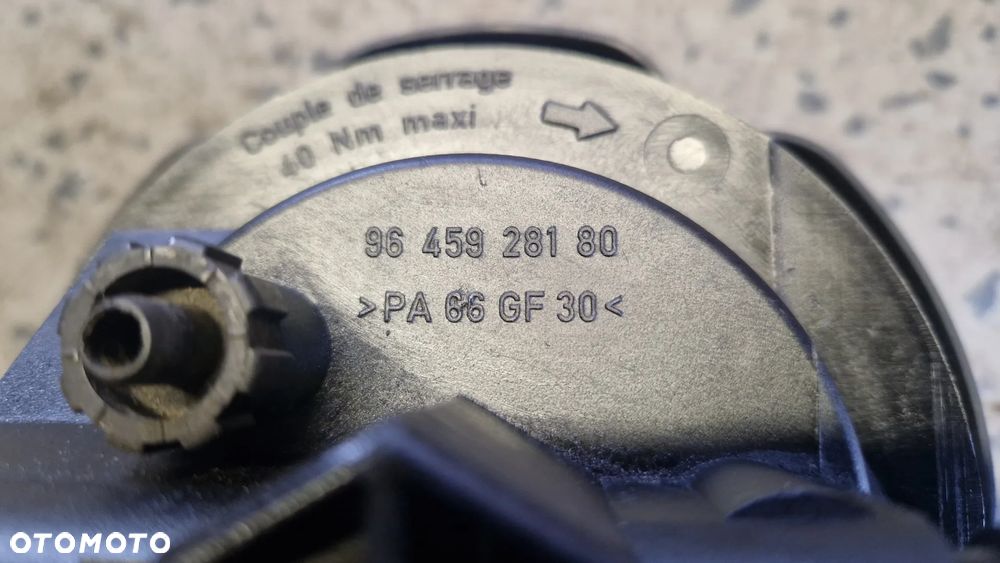 Couple de serrage
40 Nm maxi
96 459 281 80
>PA 66 GF 30<
OTOMOTO